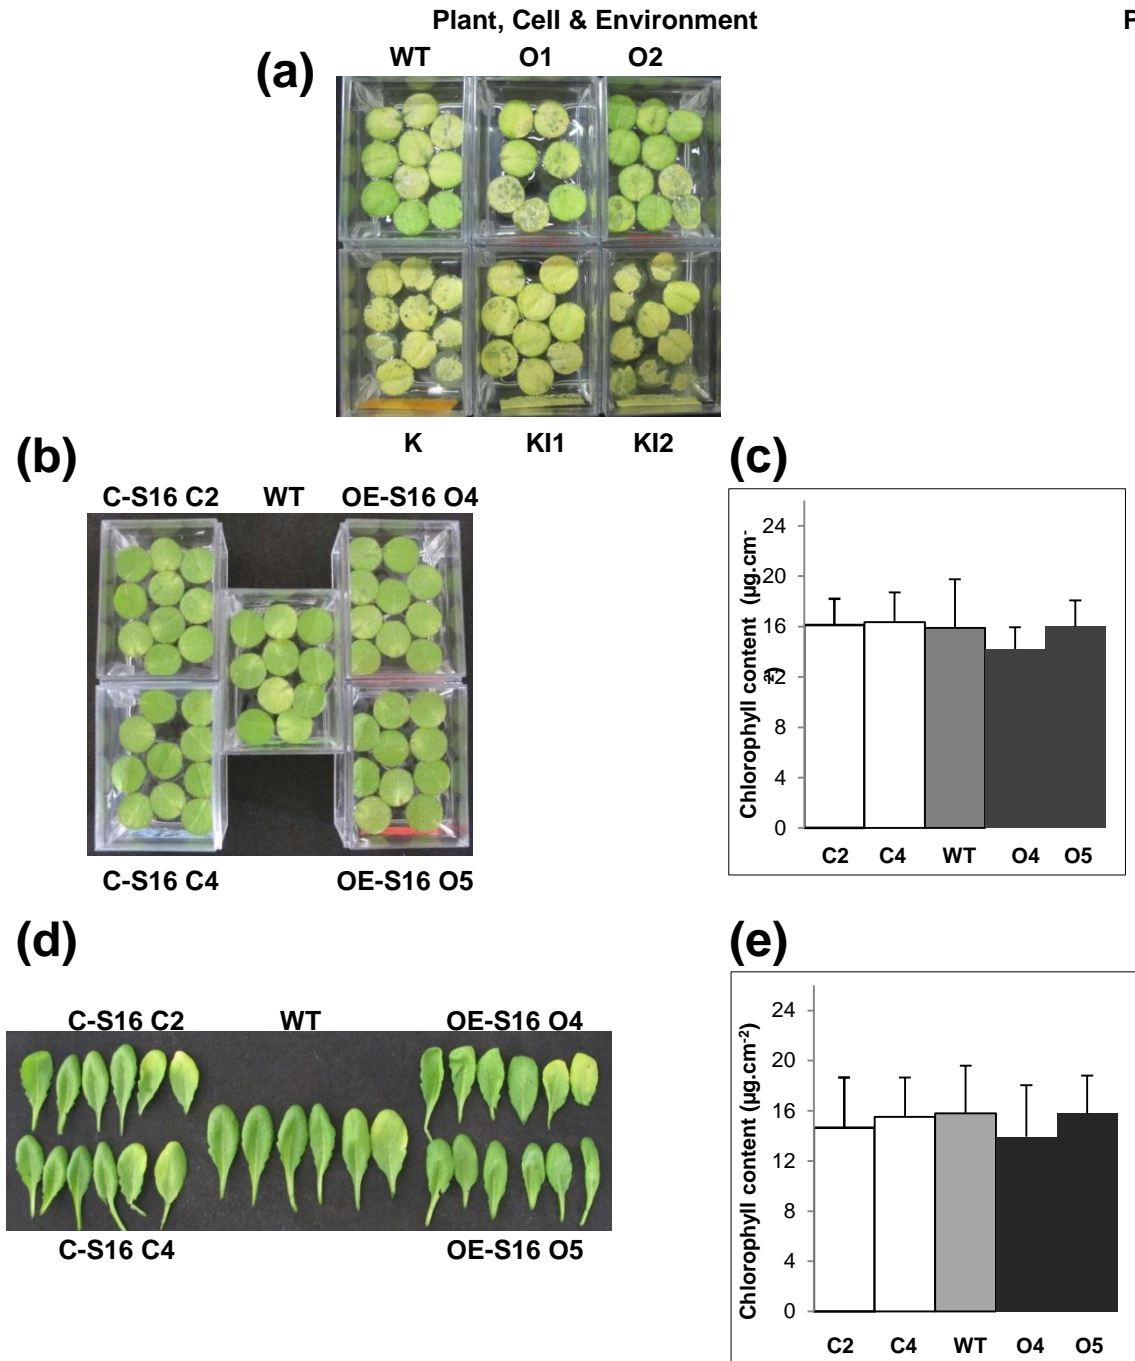 Plant, Cell & Environment
P
(a)
WT O1 O2
K KI1 KI2
(b)
C-S16 C2 WT OE-S16 O4
C-S16 C4 OE-S16 O5
(c)
Chlorophyll content (µg.cm-
2)
24
20
16
12
8
4
0
C2 C4 WT O4 O5
(d)
C-S16 C2 WT OE-S16 O4
C-S16 C4 OE-S16 O5
(e)
Chlorophyll content (µg.cm-2)
24
20
16
12
8
4
0
C2 C4 WT O4 O5